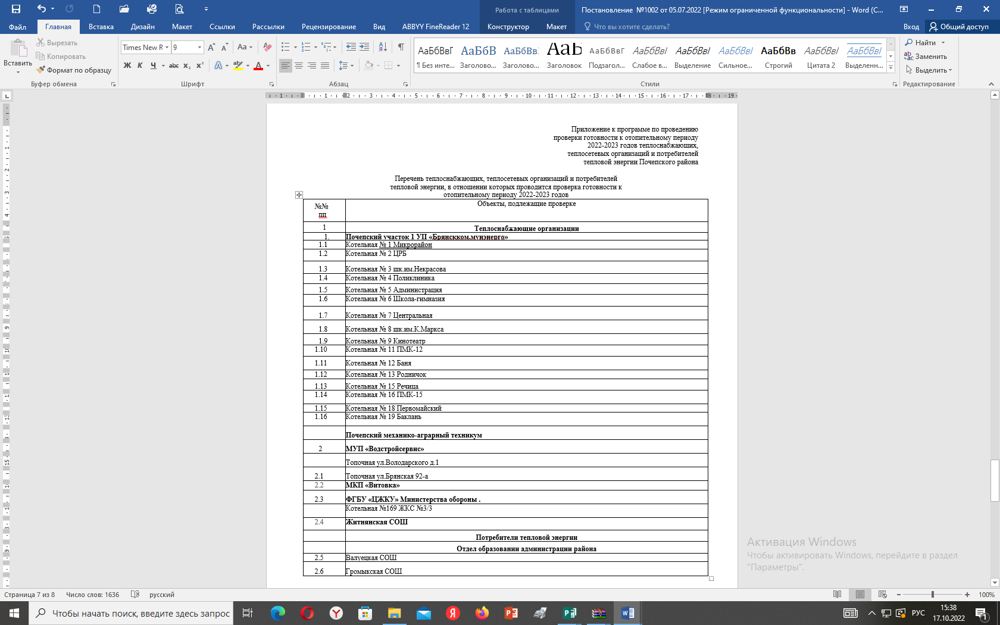 Работа с таблицами
Постановление №1002 от 05.07.2022 [Режим ограниченной функциональности] - Word (С...
Файл Главная Вставка Дизайн Макет Ссылки Рассылки Рецензирование Вид ABBYY FineReader 12 Конструктор Макет Что вы хотите сделать? Вход Общий доступ
Вставить
Вырезать
Копировать
Формат по образцу
Буфер обмена
Times New R 9
Ж К Ч abc x₂ x²
Шрифт
Абзац
АаБбВвГ АаБбВ АаБбВв АаБ АаБбВвГ АаБбВвІ АаБбВвІ АаБбВвІ АаБбВв АаБбВвІ АаБбВвІ
¶ Без инте... Заголово... Заголово... Заголовок Подзагол... Слабое в... Выделение Сильное... Строгий Цитата 2 Выделенн...
Стили
Найти
Заменить
Выделить
Редактирование
Приложение к программе по проведению
проверки готовности к отопительному периоду
2022-2023 годов теплоснабжающих,
теплосетевых организаций и потребителей
тепловой энергии Почепского района
Перечень теплоснабжающих, теплосетевых организаций и потребителей
тепловой энергии, в отношении которых проводится проверка готовности к
отопительному периоду 2022-2023 годов
№№
пп
Объекты, подлежащие проверке
1 Теплоснабжающие организации
1. Почепский участок 1 УП «Брянскком.мунэнерго»
1.1 Котельная № 1 Микрорайон
1.2 Котельная № 2 ЦРБ
1.3 Котельная № 3 шк.им.Некрасова
1.4 Котельная № 4 Поликлиника
1.5 Котельная № 5 Администрация
1.6 Котельная № 6 Школа-гимназия
1.7 Котельная № 7 Центральная
1.8 Котельная № 8 шк.им.К.Маркса
1.9 Котельная № 9 Кинотеатр
1.10 Котельная № 11 ПМК-12
1.11 Котельная № 12 Баня
1.12 Котельная № 13 Родничок
1.13 Котельная № 15 Речица
1.14 Котельная № 16 ПМК-15
1.15 Котельная № 18 Первомайский
1.16 Котельная № 19 Баклань
Почепский механико-аграрный техникум
2 МУП «Водстройсервис»
Топочная ул.Володарского д.1
2.1 Топочная ул.Брянская 92-а
2.2 МКП «Витовка»
2.3 ФГБУ «ЦЖКУ» Министерства обороны .
Котельная №169 ЖКС №3/3
2.4 Житнянская СОШ
Потребители тепловой энергии
Отдел образовании администрации района
2.5 Валуецкая СОШ
2.6 Громыкская СОШ
Активация Windows
Чтобы активировать Windows, перейдите в раздел
"Параметры".
Страница 7 из 8 Число слов: 1636 русский 100%
Чтобы начать поиск, введите здесь запрос
РУС
15:38
17.10.2022